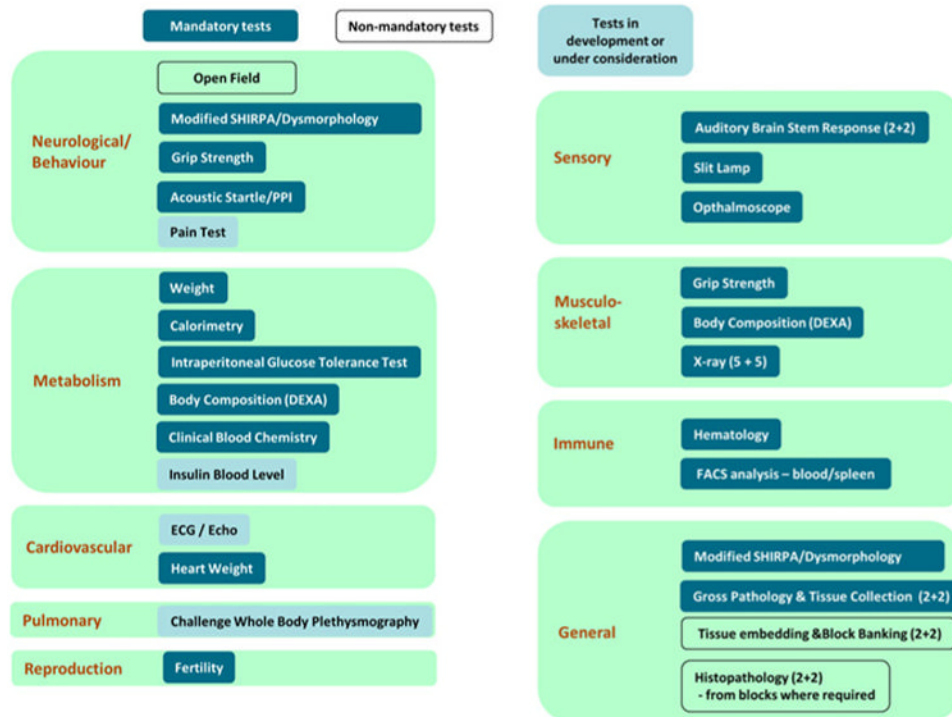 Mandatory tests
Non-mandatory tests
Tests in
development or
under consideration
Neurological/
Behaviour
Open Field
Modified SHIRPA/Dysmorphology
Grip Strength
Acoustic Startle/PPI
Pain Test
Metabolism
Weight
Calorimetry
Intraperitoneal Glucose Tolerance Test
Body Composition (DEXA)
Clinical Blood Chemistry
Insulin Blood Level
Cardiovascular
ECG / Echo
Heart Weight
Pulmonary
Challenge Whole Body Plethysmography
Reproduction
Fertility
Sensory
Auditory Brain Stem Response (2+2)
Slit Lamp
Opthalmoscope
Musculo-
skeletal
Grip Strength
Body Composition (DEXA)
X-ray (5 + 5)
Immune
Hematology
FACS analysis – blood/spleen
General
Modified SHIRPA/Dysmorphology
Gross Pathology & Tissue Collection (2+2)
Tissue embedding &Block Banking (2+2)
Histopathology (2+2)
- from blocks where required